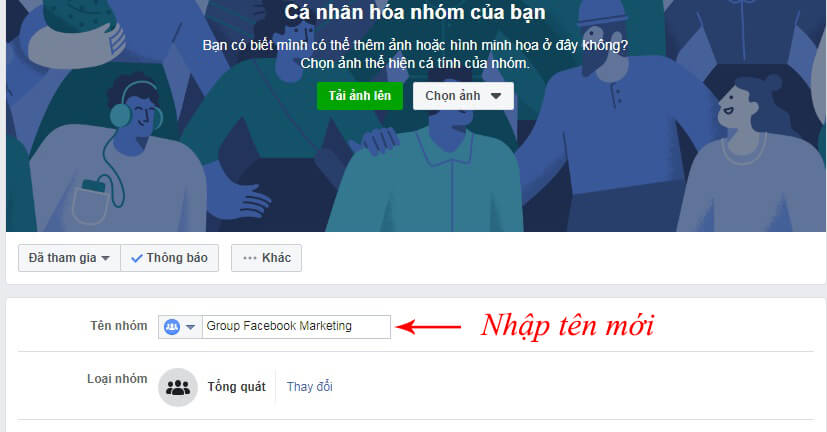 Cá nhân hóa nhóm của bạn
Bạn có biết mình có thể thêm ảnh hoặc hình minh họa ở đây không?
Chọn ảnh thể hiện cá tính của nhóm.
Tải ảnh lên Chọn ảnh
Đã tham gia Thông báo Khác
Tên nhóm Group Facebook Marketing Nhập tên mới
Loại nhóm Tổng quát Thay đổi